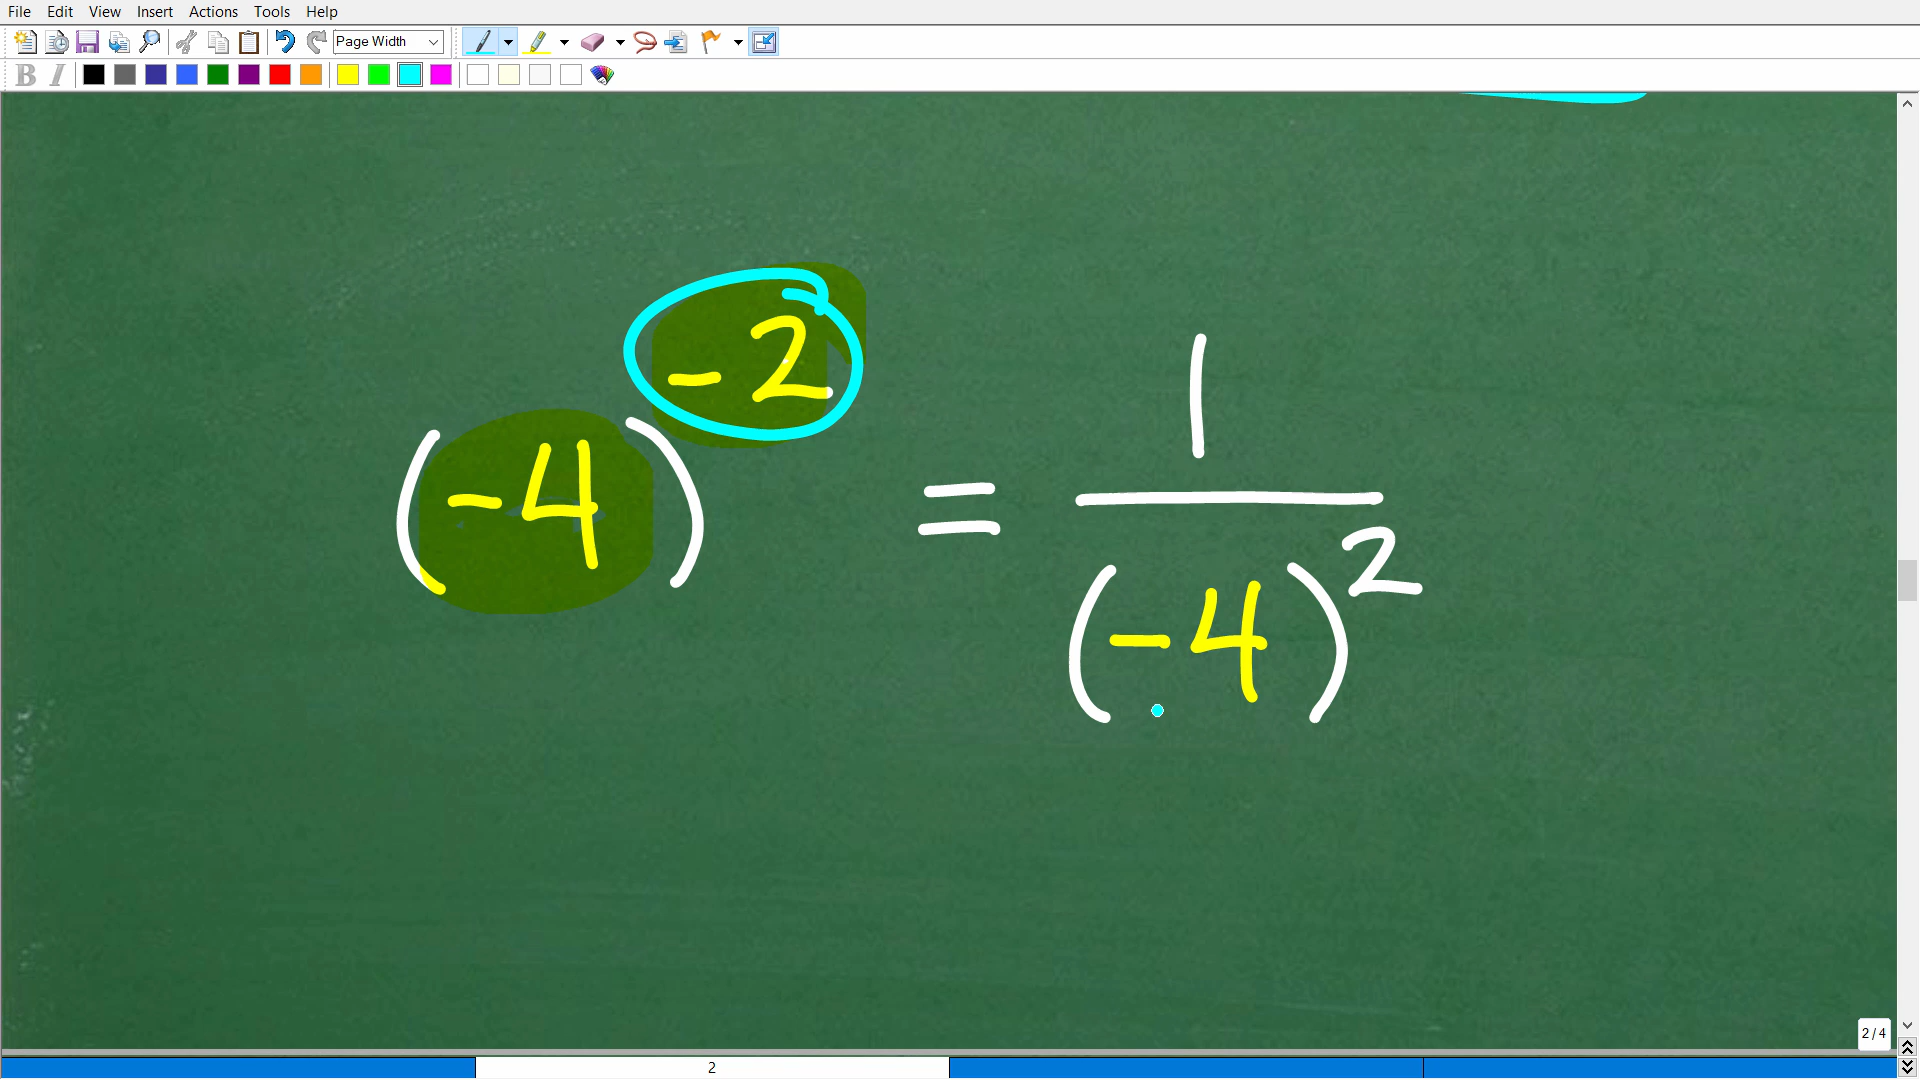 File Edit View Insert Actions Tools Help
Page Width
B I
(-4)^-2 = 1/(-4)^2
2 / 4
2